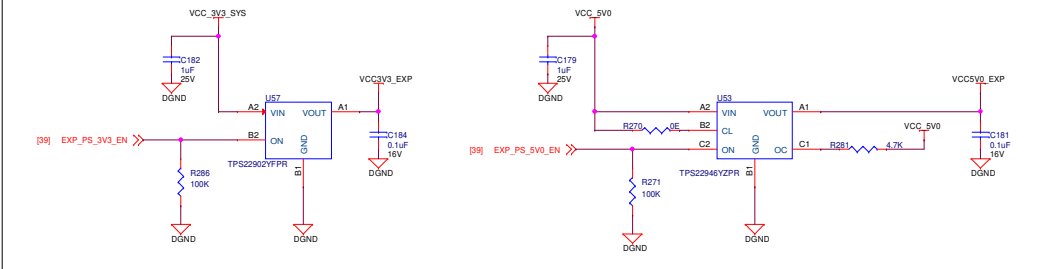 VCC_3V3_SYS
C182
1uF
25V
DGND
VCC3V3_EXP
U57
A2
VIN
VOUT
A1
[39] EXP_PS_3V3_EN
B2
ON
GND
B1
TPS22902YFPR
C184
0.1uF
16V
DGND
R286
100K
DGND
DGND
VCC_5V0
C179
1uF
25V
DGND
VCC5V0_EXP
U53
A2
VIN
VOUT
A1
R270
0E
B2
CL
VCC_5V0
[39] EXP_PS_5V0_EN
C2
ON
GND
OC
C1
R281
4.7K
B1
TPS22946YZPR
C181
0.1uF
16V
DGND
R271
100K
DGND
DGND